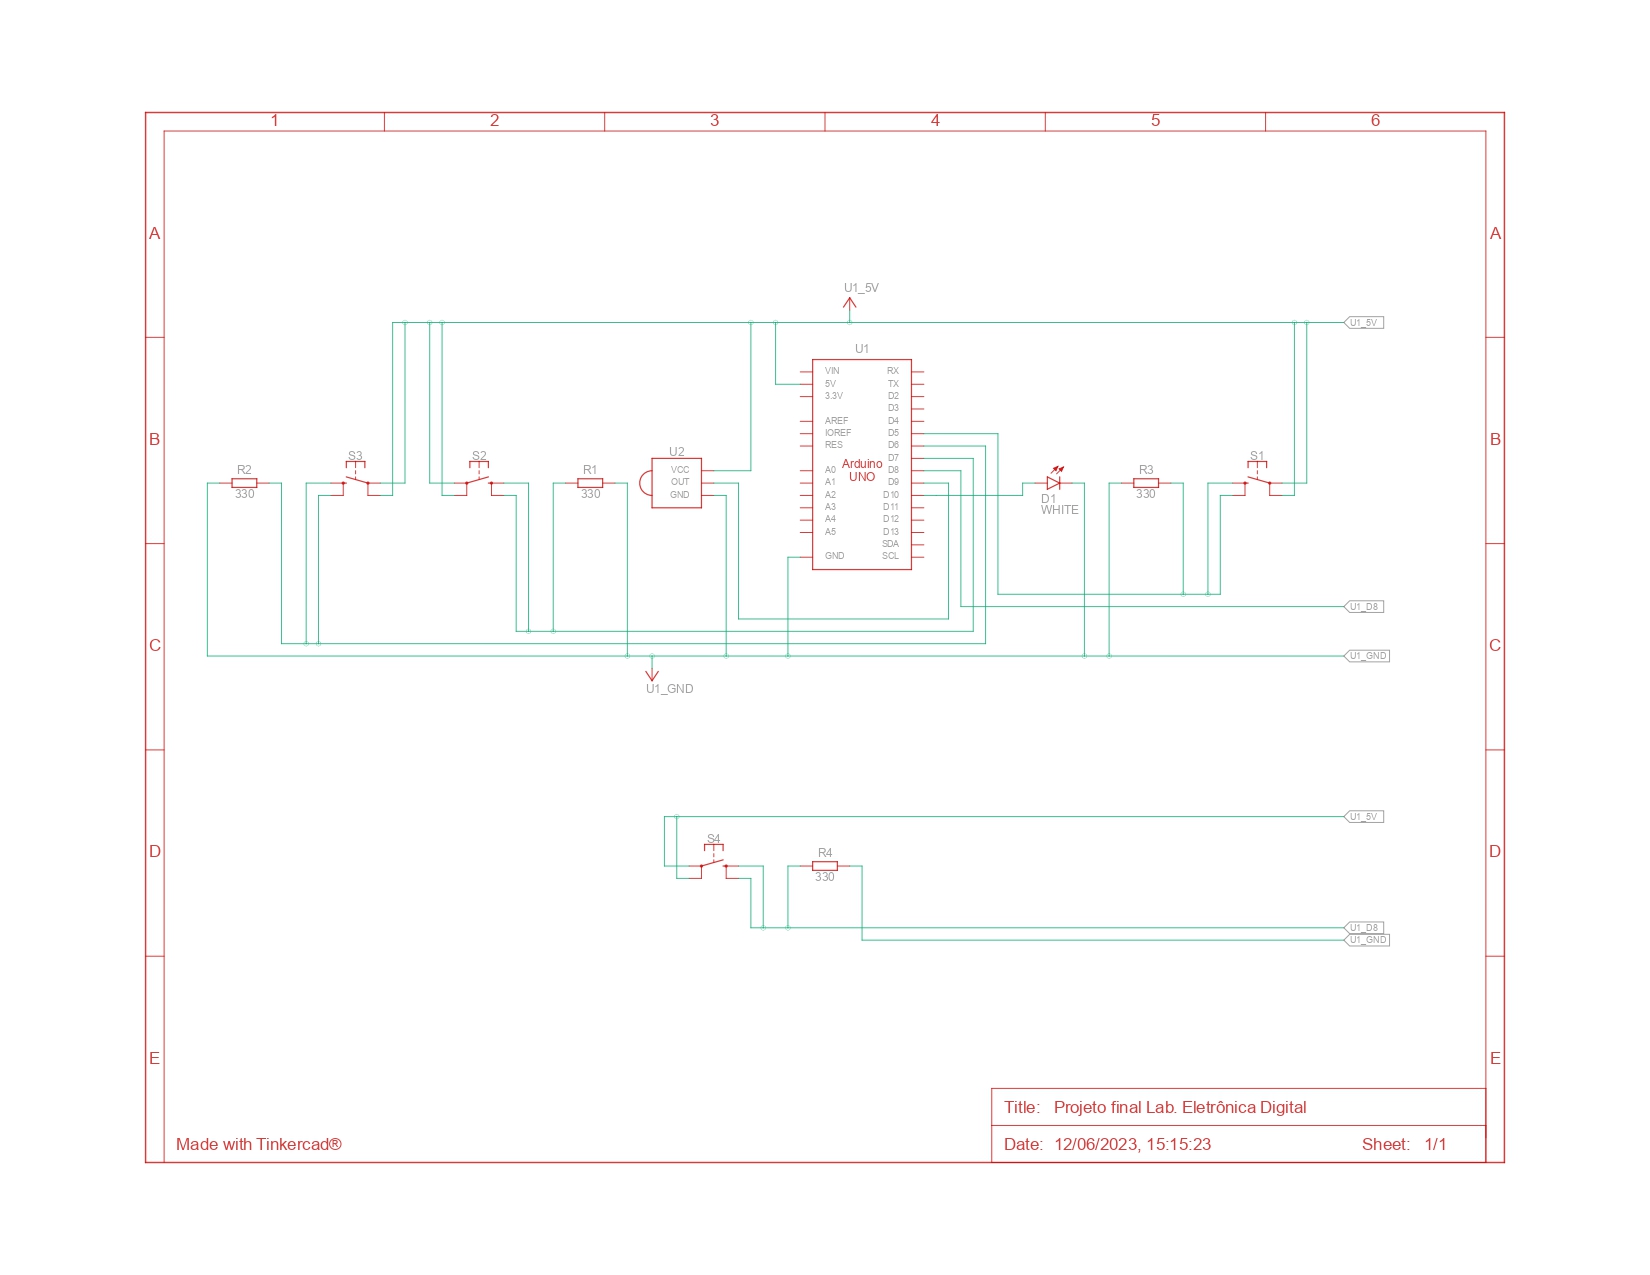 1 2 3 4 5 6
A A
U1_5V
U1_5V
U1
VIN RX
5V TX
3.3V D2
D3
AREF D4
IOREF D5
B B
RES D6
D7
Arduino
UNO
A0 D8
A1 D9
A2 D10
A3 D11
A4 D12
A5 D13
SDA
GND SCL
R2
330
S3
S2
R1
330
U2
VCC
OUT
GND
D1
WHITE
R3
330
S1
U1_D8
C C
U1_GND
U1_GND
U1_5V
S4
D D
R4
330
U1_D8
U1_GND
E E
Title: Projeto final Lab. Eletrônica Digital
Made with Tinkercad®
Date: 12/06/2023, 15:15:23 Sheet: 1/1